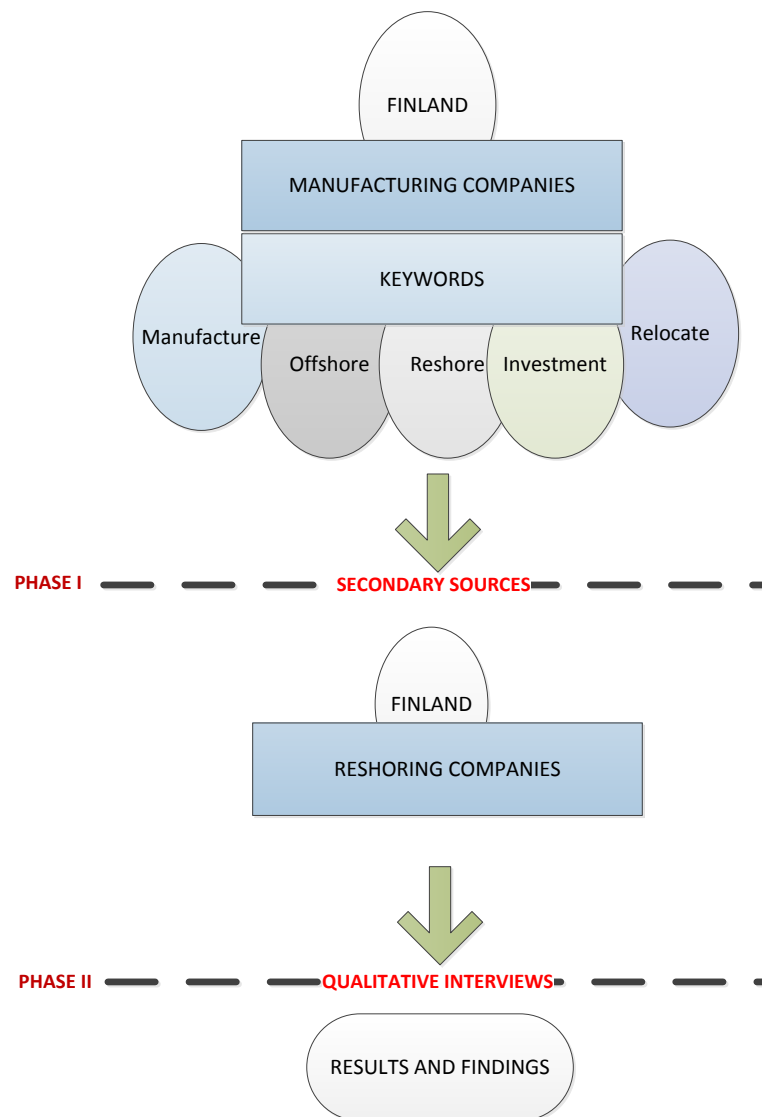 FINLAND
MANUFACTURING COMPANIES
KEYWORDS
Manufacture
Offshore
Reshore
Investment
Relocate
PHASE I
SECONDARY SOURCES
FINLAND
RESHORING COMPANIES
PHASE II
QUALITATIVE INTERVIEWS
RESULTS AND FINDINGS